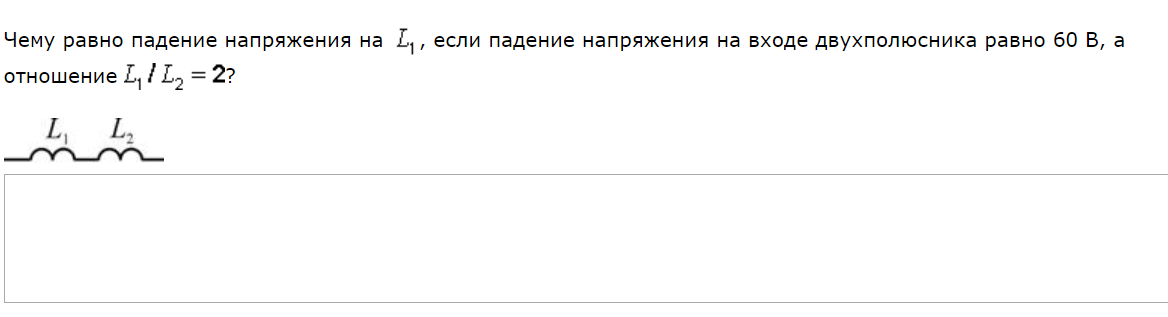 Чему равно падение напряжения на L₁, если падение напряжения на входе двухполюсника равно 60 В, а
отношение L₁ / L₂ = 2?
L₁ L₂